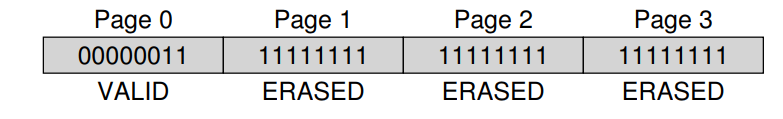 Page 0 Page 1 Page 2 Page 3
00000011 11111111 11111111 11111111
VALID ERASED ERASED ERASED